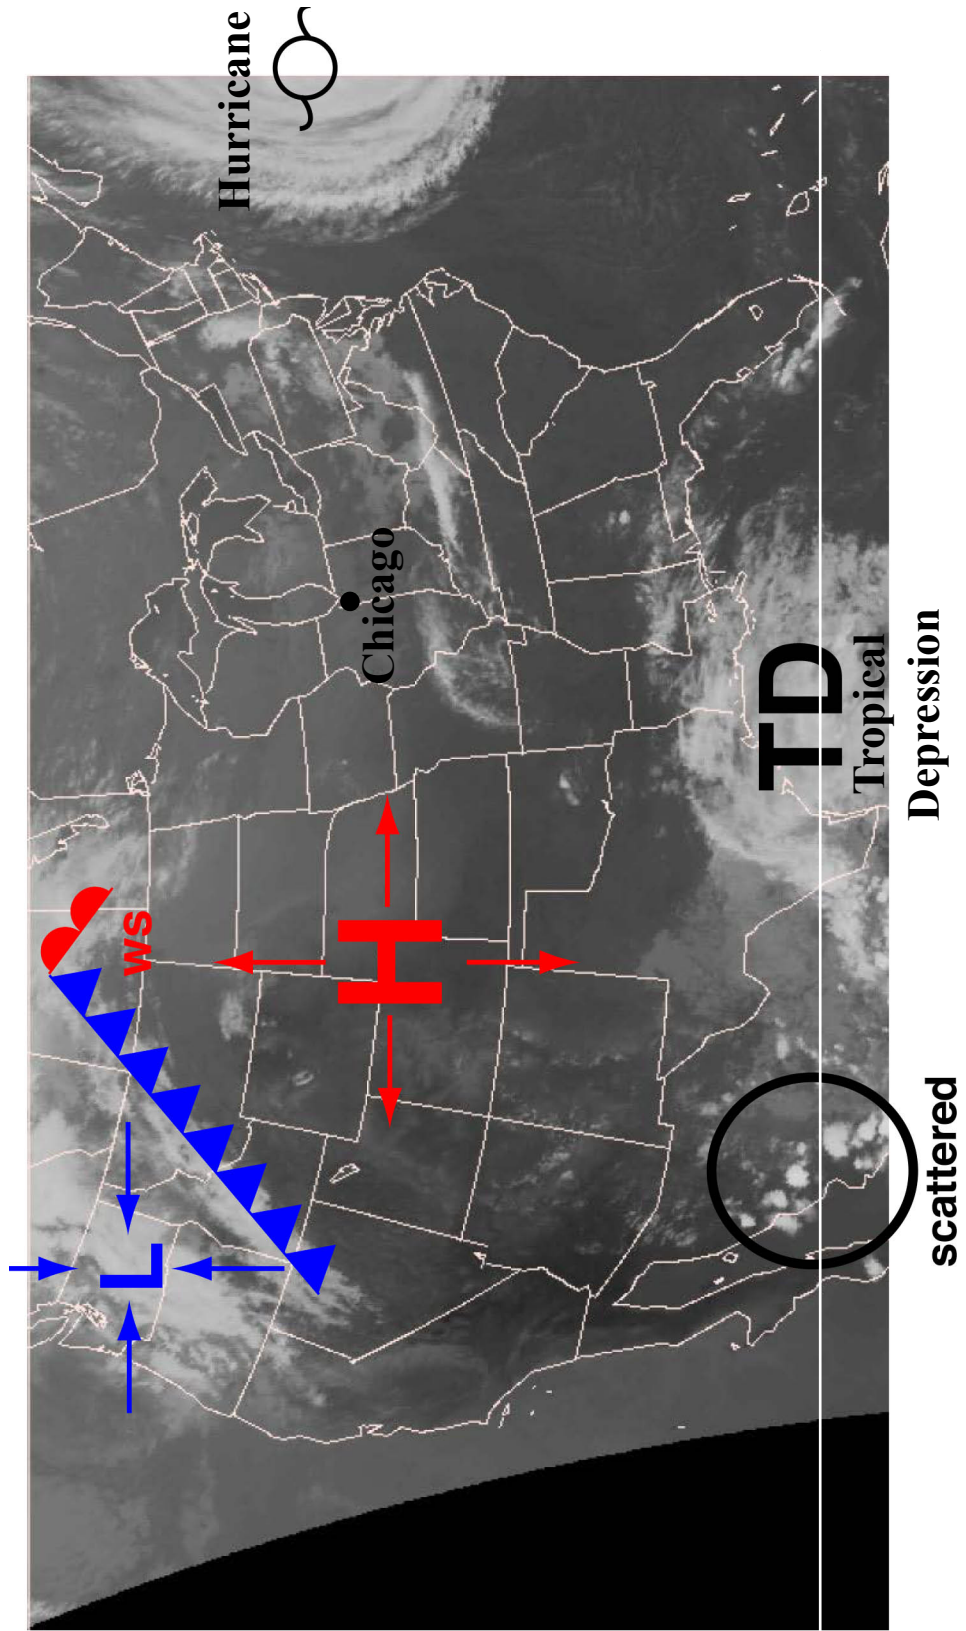 Hurricane
Chicago
ws
L
H
TD
Tropical
Depression
scattered